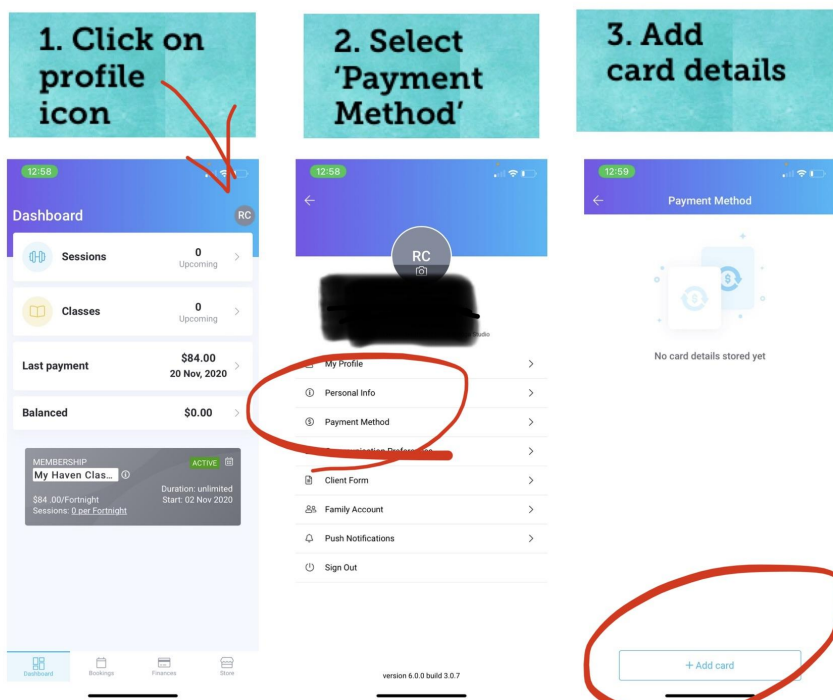 1. Click on
profile
icon
2. Select
‘Payment
Method’
3. Add
card details
12:58
Dashboard
RC
Sessions
0
Upcoming
Classes
0
Upcoming
Last payment
$84.00
20 Nov, 2020
Balanced
$0.00
MEMBERSHIP
ACTIVE
My Haven Clas...
Duration: unlimited
$84 .00/Fortnight
Start: 02 Nov 2020
Sessions: 0 per Fortnight
Dashboard
Bookings
Finances
Store
12:58
RC
Studio
My Profile
Personal Info
Payment Method
Communication Preferences
Client Form
Family Account
Push Notifications
Sign Out
version 6.0.0 build 3.0.7
12:59
Payment Method
No card details stored yet
+ Add card